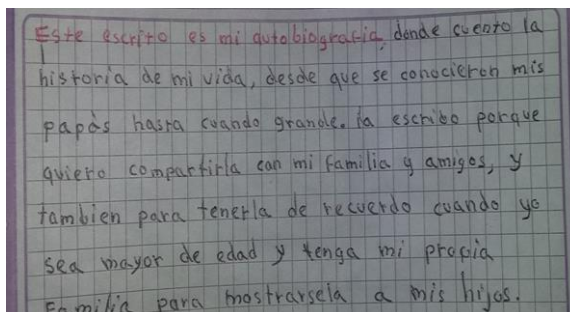 Este escrito es mi autobiografia, donde cuento la
historia de mi vida, desde que se conocieron mis
papás hasta cuando grande. la escribo porque
quiero compartirla con mi familia y amigos, y
tambien para tenerla de recuerdo cuando yo
sea mayor de edad y tenga mi propia
Familia para mostrarsela a mis hijos.